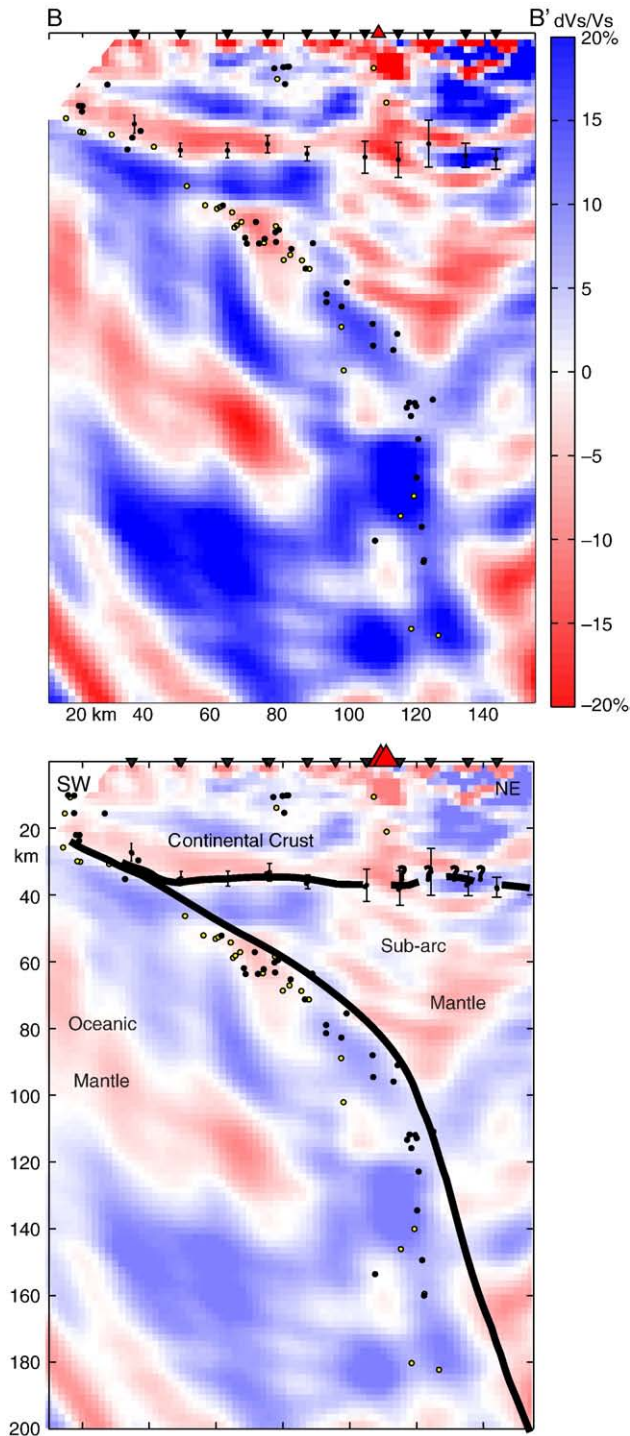 B B' dVs/Vs
20%
15
10
5
0
−5
−10
−15
−20%
20 km 40 60 80 100 120 140
SW NE
20
km
40
60
80
100
120
140
160
180
200
Continental Crust
? ? ? ?
Sub-arc
Mantle
Oceanic
Mantle